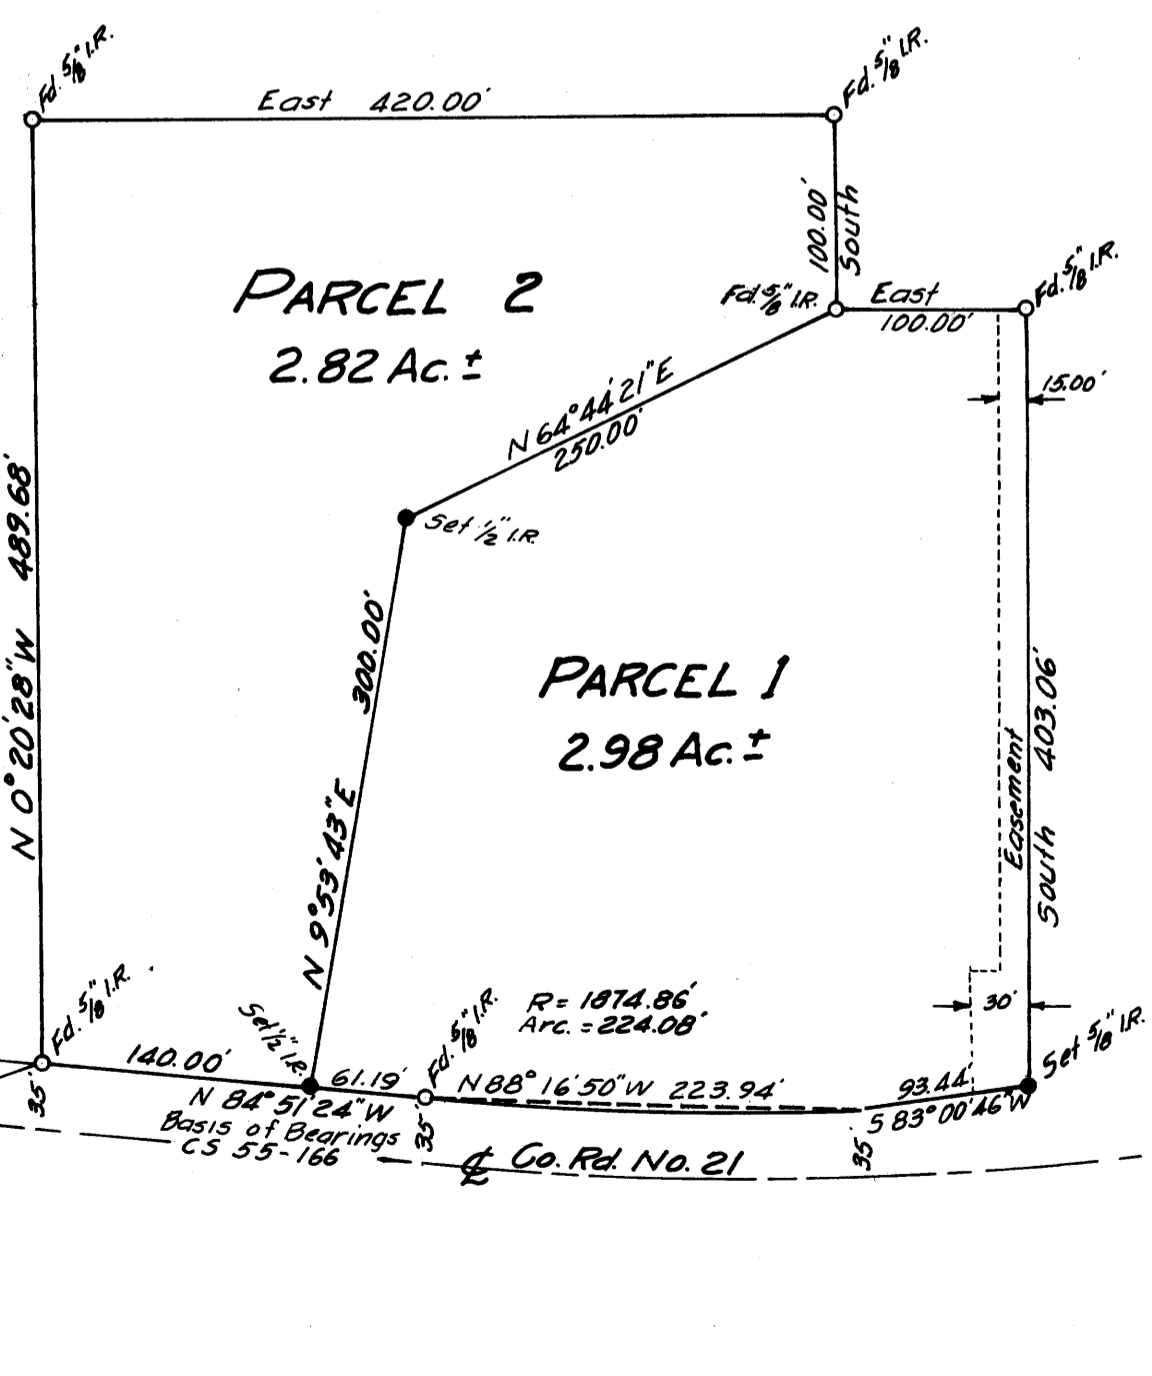 Fd. 5/8" I.R.
East 420.00'
Fd. 5/8" I.R.
100.00'
South
PARCEL 2
2.82 Ac. ±
Fd. 5/8" I.R.
East
100.00'
Fd. 5/8" I.R.
15.00'
N 64° 44' 21" E
250.00'
Set 1/2" I.R.
N 0° 20' 28" W 489.68'
300.00'
N 9° 53' 43" E
PARCEL 1
2.98 Ac. ±
Easement
South 403.06'
30'
Fd. 5/8" I.R.
Set 1/2" I.R.
Fd. 5/8" I.R.
R = 1874.86'
Arc. = 224.08'
Set 5/8" I.R.
140.00'
61.19'
N 88° 16' 50" W 223.94'
93.44'
S 83° 00' 46" W
N 84° 51' 24" W
Basis of Bearings
CS 55-166
35'
35'
35'
℄ Co. Rd. No. 21